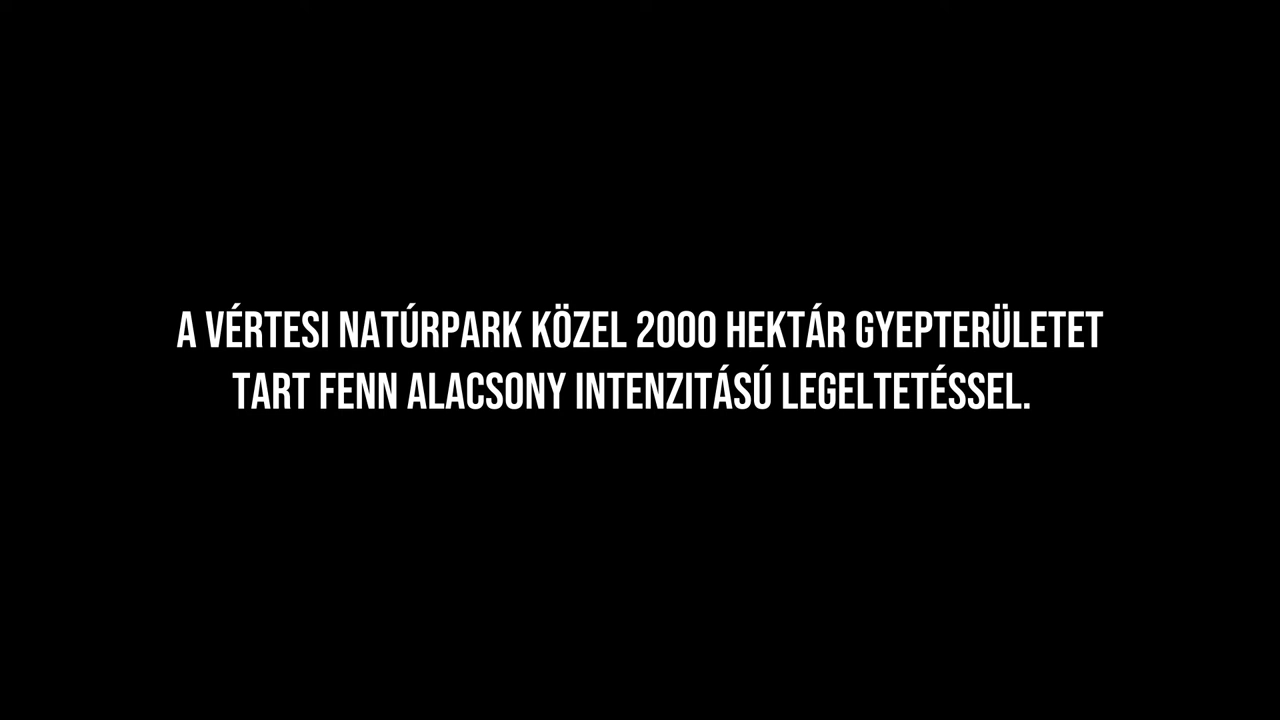 A VÉRTESI NATÚRPARK KÖZEL 2000 HEKTÁR GYEPTERÜLETET
TART FENN ALACSONY INTENZITÁSÚ LEGELTETÉSSEL.